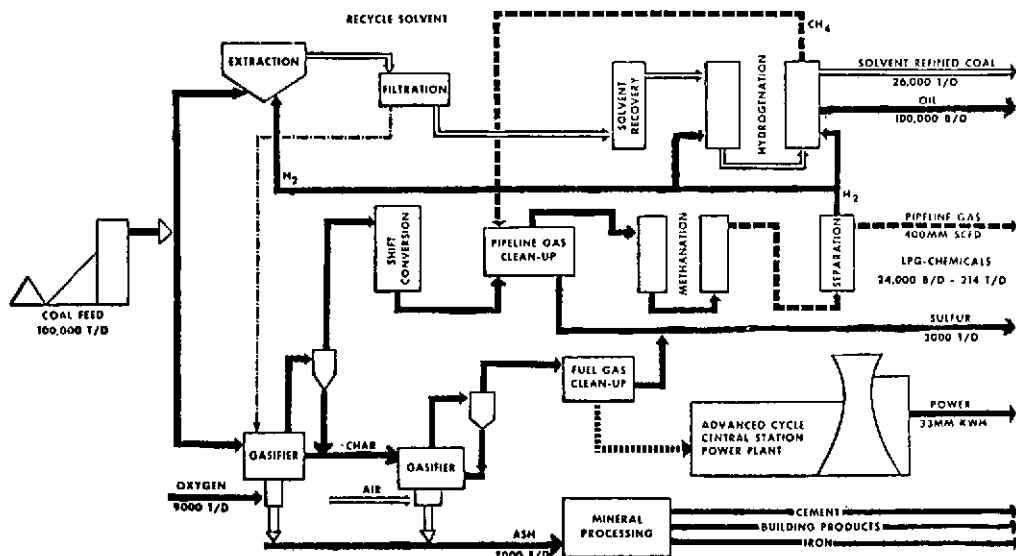 RECYCLE SOLVENT
CH4
EXTRACTION
FILTRATION
SOLVENT
RECOVERY
HYDROGENATION
SOLVENT REFINED COAL
26,000 T/D
OIL
100,000 B/D
H2
H2
SHIFT
CONVERSION
PIPELINE GAS
CLEAN-UP
METHANATION
SEPARATION
PIPELINE GAS
400MM SCFD
LPG-CHEMICALS
24,000 B/D - 214 T/D
COAL FEED
100,000 T/D
SULFUR
3000 T/D
FUEL GAS
CLEAN-UP
POWER
33MM KWH
ADVANCED CYCLE
CENTRAL STATION
POWER PLANT
GASIFIER
CHAR
GASIFIER
OXYGEN
9000 T/D
AIR
ASH
MINERAL
PROCESSING
CEMENT
BUILDING PRODUCTS
IRON